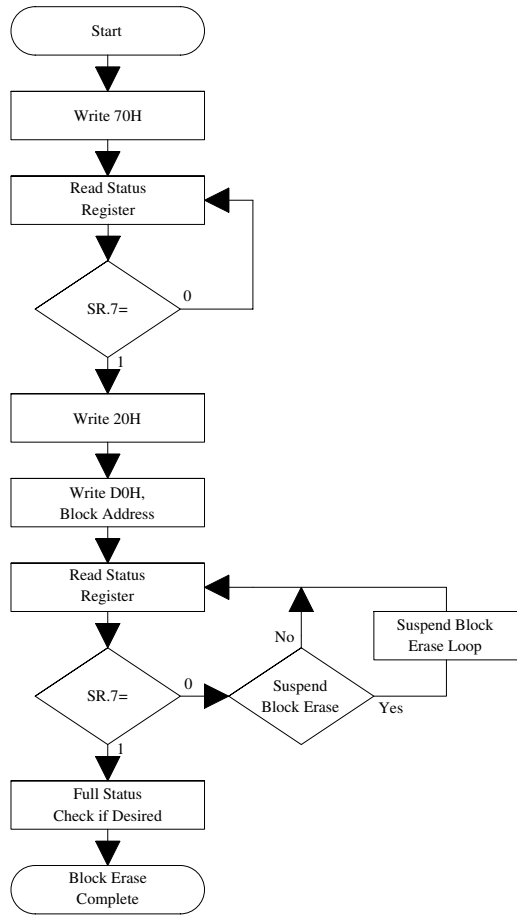 Start
Write 70H
Read Status
Register
0
SR.7=
1
Write 20H
Write D0H,
Block Address
Read Status
Register
No
Suspend Block
Erase Loop
0
SR.7=
Suspend
Block Erase
Yes
1
Full Status
Check if Desired
Block Erase
Complete